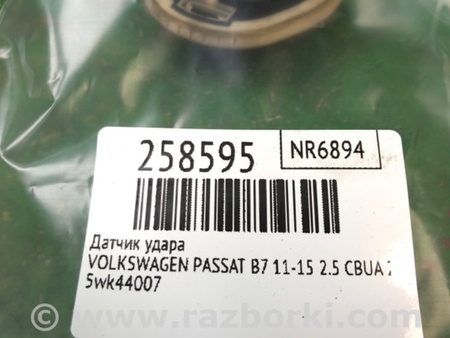 258595
NR6894
Датчик удара
VOLKSWAGEN PASSAT B7 11-15 2.5 CBUA
5wk44007
© www.razborki.com